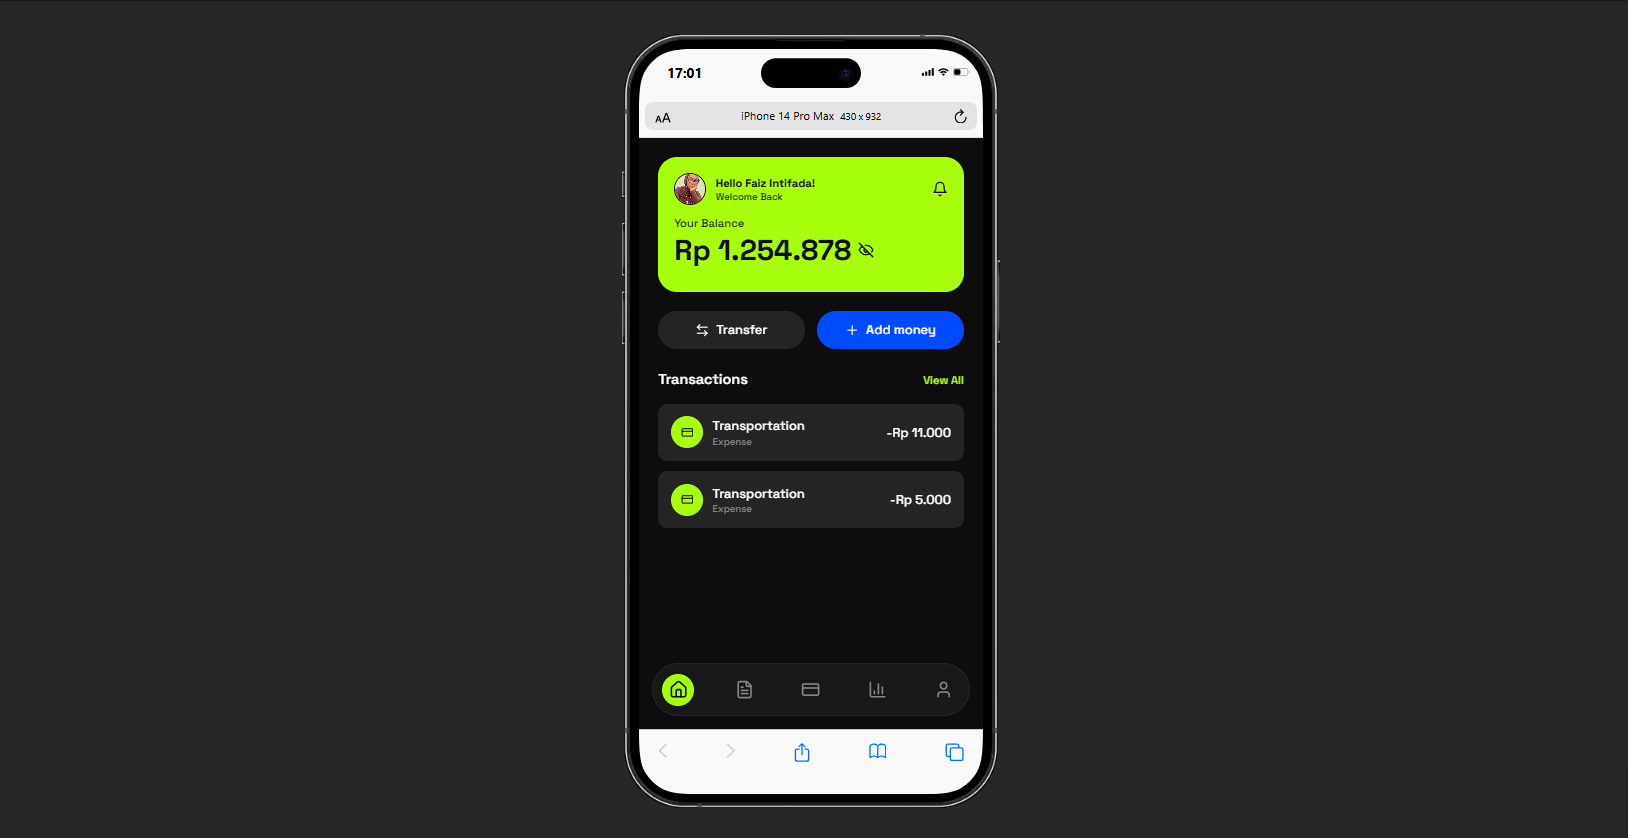 17:01
AA iPhone 14 Pro Max 430 x 932
Hello Faiz Intifada!
Welcome Back
Your Balance
Rp 1.254.878
Transfer
Add money
Transactions
View All
Transportation
Expense
-Rp 11.000
Transportation
Expense
-Rp 5.000